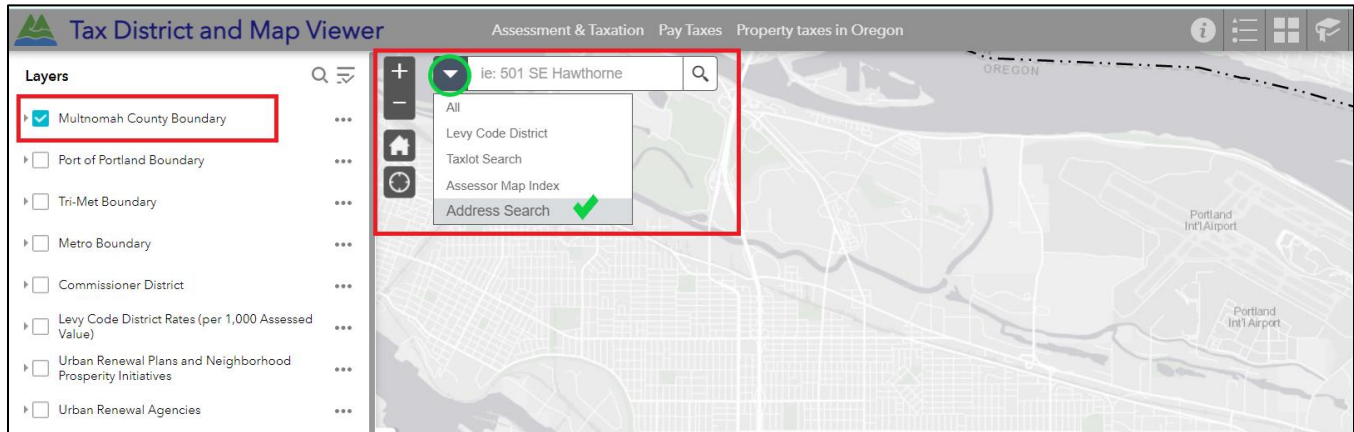 Tax District and Map Viewer
Assessment & Taxation Pay Taxes Property taxes in Oregon
Layers
Multnomah County Boundary
Port of Portland Boundary
Tri-Met Boundary
Metro Boundary
Commissioner District
Levy Code District Rates (per 1,000 Assessed
Value)
Urban Renewal Plans and Neighborhood
Prosperity Initiatives
Urban Renewal Agencies
ie: 501 SE Hawthorne
All
Levy Code District
Taxlot Search
Assessor Map Index
Address Search
OREGON
Portland
Int'l Airport
Portland
Int'l Airport